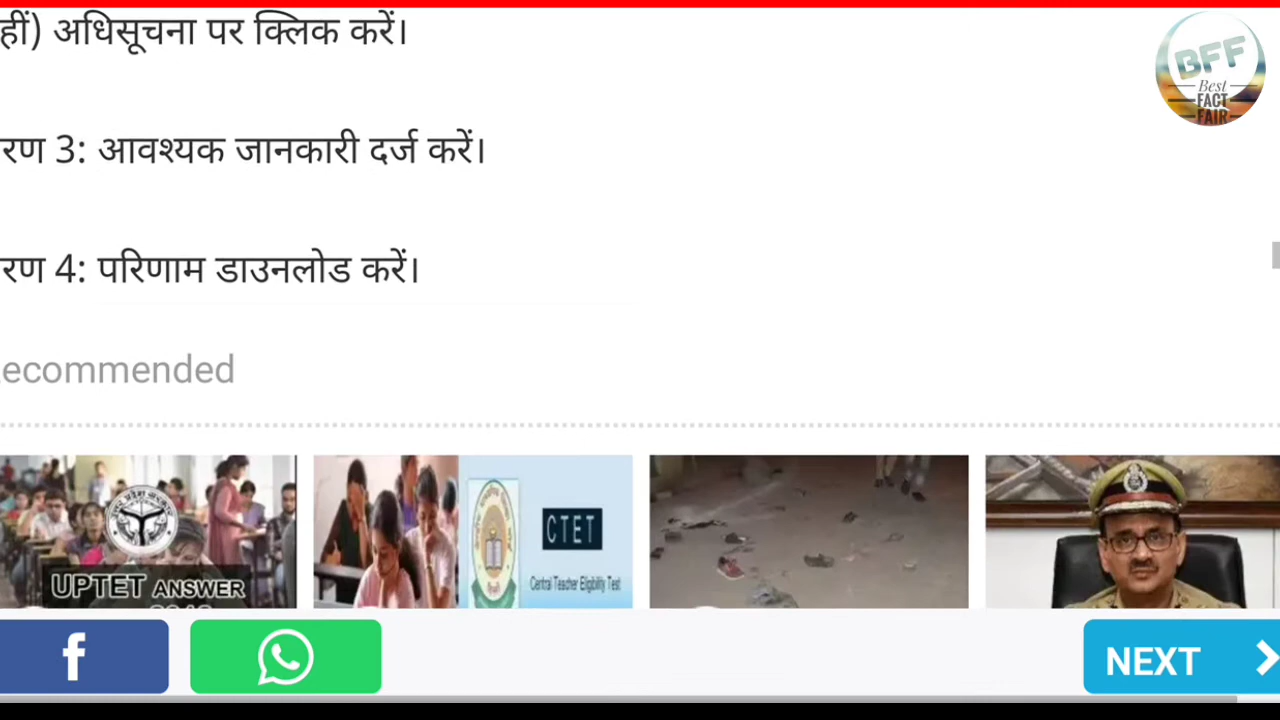 हीं) अधिसूचना पर क्लिक करें।
BFF
Best
FACT
FAIR
रण 3: आवश्यक जानकारी दर्ज करें।
रण 4: परिणाम डाउनलोड करें।
ecommended
UPTET ANSWER
CTET
Central Teacher Eligibility Test
NEXT